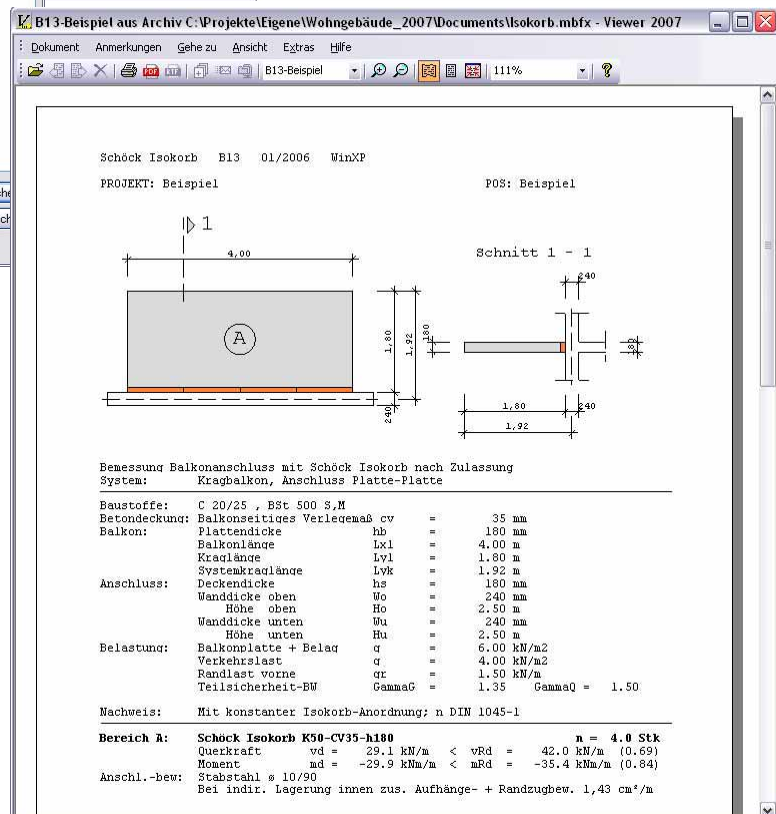 B13-Beispiel aus Archiv C:\Projekte\Eigene\Wohngebäude_2007\Documents\Isokorb.mbfx - Viewer 2007
Dokument Anmerkungen Gehe zu Ansicht Extras Hilfe
PDF B13-Beispiel 111% ?
Schöck Isokorb B13 01/2006 WinXP
PROJEKT: Beispiel POS: Beispiel
1
4,00
Schnitt 1 - 1
240
A
1,80
1,92
180
180
240
1,80 240
1,92
Bemessung Balkonanschluss mit Schöck Isokorb nach Zulassung
System: Kragbalkon, Anschluss Platte-Platte
Baustoffe: C 20/25 , BSt 500 S,M
Betondeckung: Balkonseitiges Verlegemaß cv = 35 mm
Balkon: Plattendicke hb = 180 mm
Balkonlänge Lx1 = 4.00 m
Kraglänge Ly1 = 1.80 m
Systemkraglänge Lyk = 1.92 m
Anschluss: Deckendicke hs = 180 mm
Wanddicke oben Wo = 240 mm
Höhe oben Ho = 2.50 m
Wanddicke unten Wu = 240 mm
Höhe unten Hu = 2.50 m
Belastung: Balkonplatte + Belag g = 6.00 kN/m2
Verkehrslast q = 4.00 kN/m2
Randlast vorne gr = 1.50 kN/m
Teilsicherheit-BW GammaG = 1.35 GammaQ = 1.50
Nachweis: Mit konstanter Isokorb-Anordnung; n DIN 1045-1
Bereich A: Schöck Isokorb K50-CV35-h180 n = 4.0 Stk
Querkraft vd = 29.1 kN/m < vRd = 42.0 kN/m (0.69)
Moment md = -29.9 kNm/m < mRd = -35.4 kNm/m (0.84)
Anschl.-bew: Stabstahl ø 10/90
Bei indir. Lagerung innen zus. Aufhänge- + Randzugbew. 1,43 cm²/m